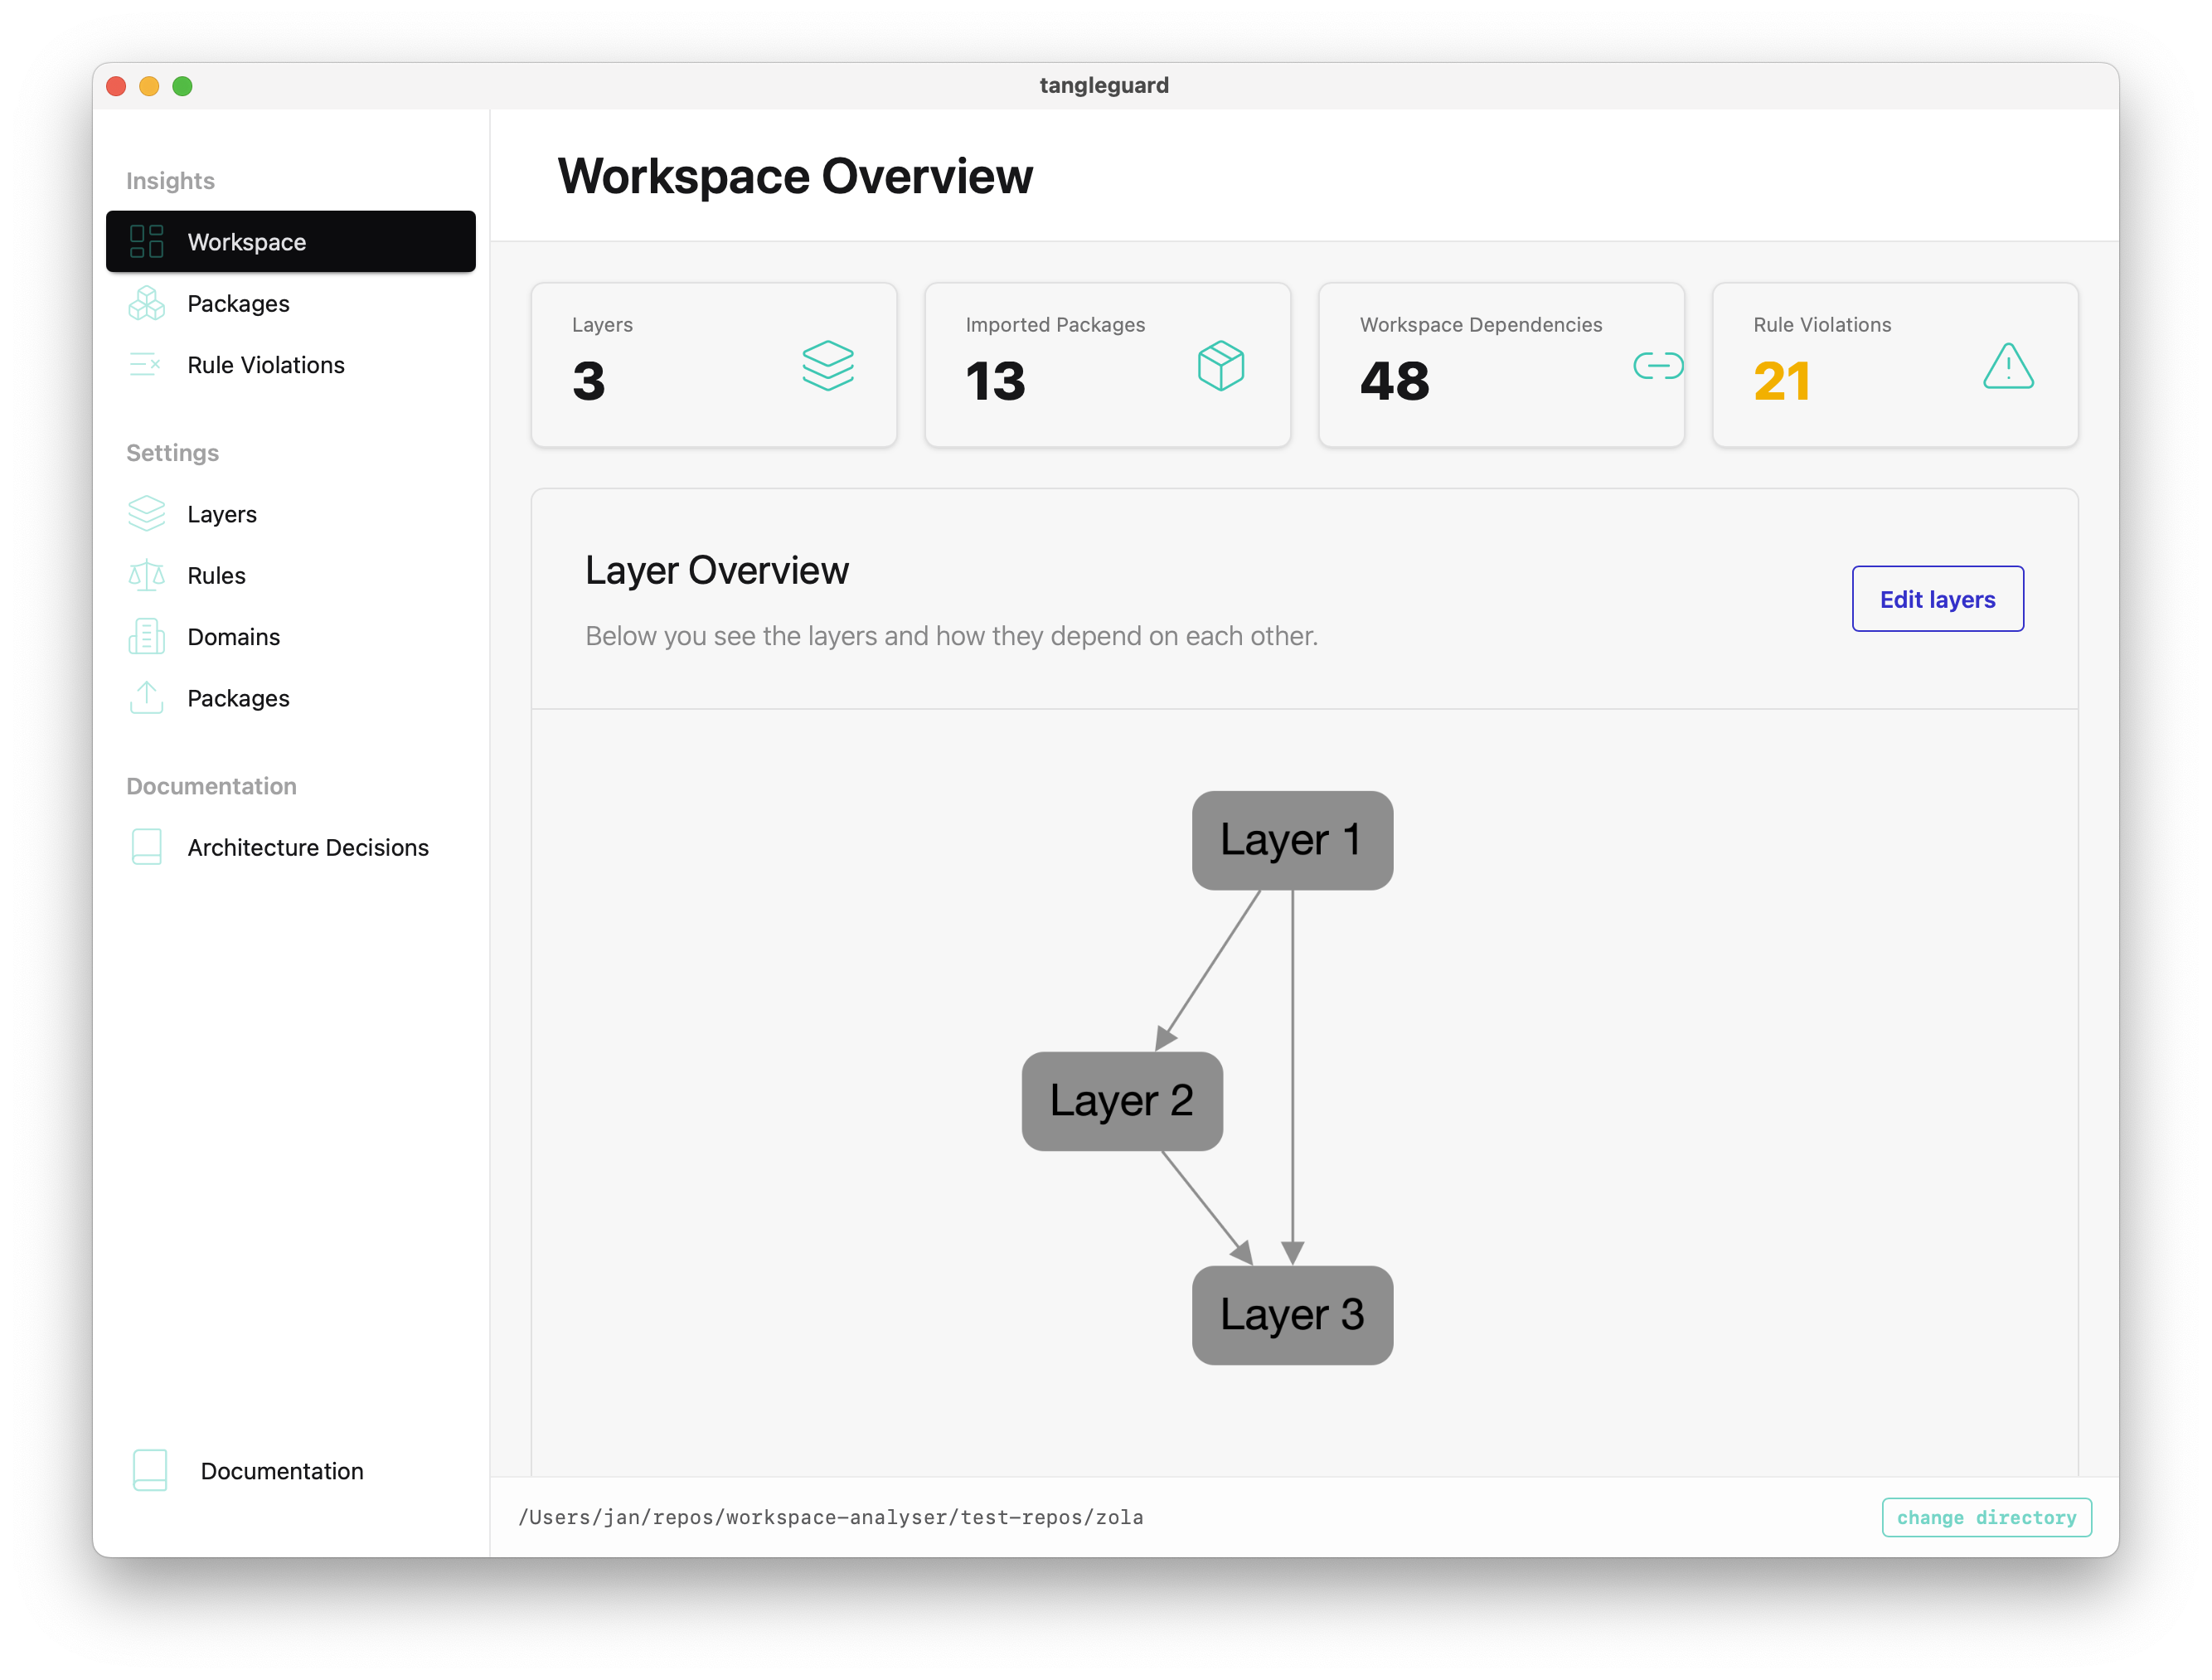 tangleguard
Insights
Workspace
Packages
Rule Violations
Settings
Layers
Rules
Domains
Packages
Documentation
Architecture Decisions
Documentation
Workspace Overview
Layers
3
Imported Packages
13
Workspace Dependencies
48
Rule Violations
21
Layer Overview
Below you see the layers and how they depend on each other.
Edit layers
Layer 1
Layer 2
Layer 3
/Users/jan/repos/workspace-analyser/test-repos/zola
change directory